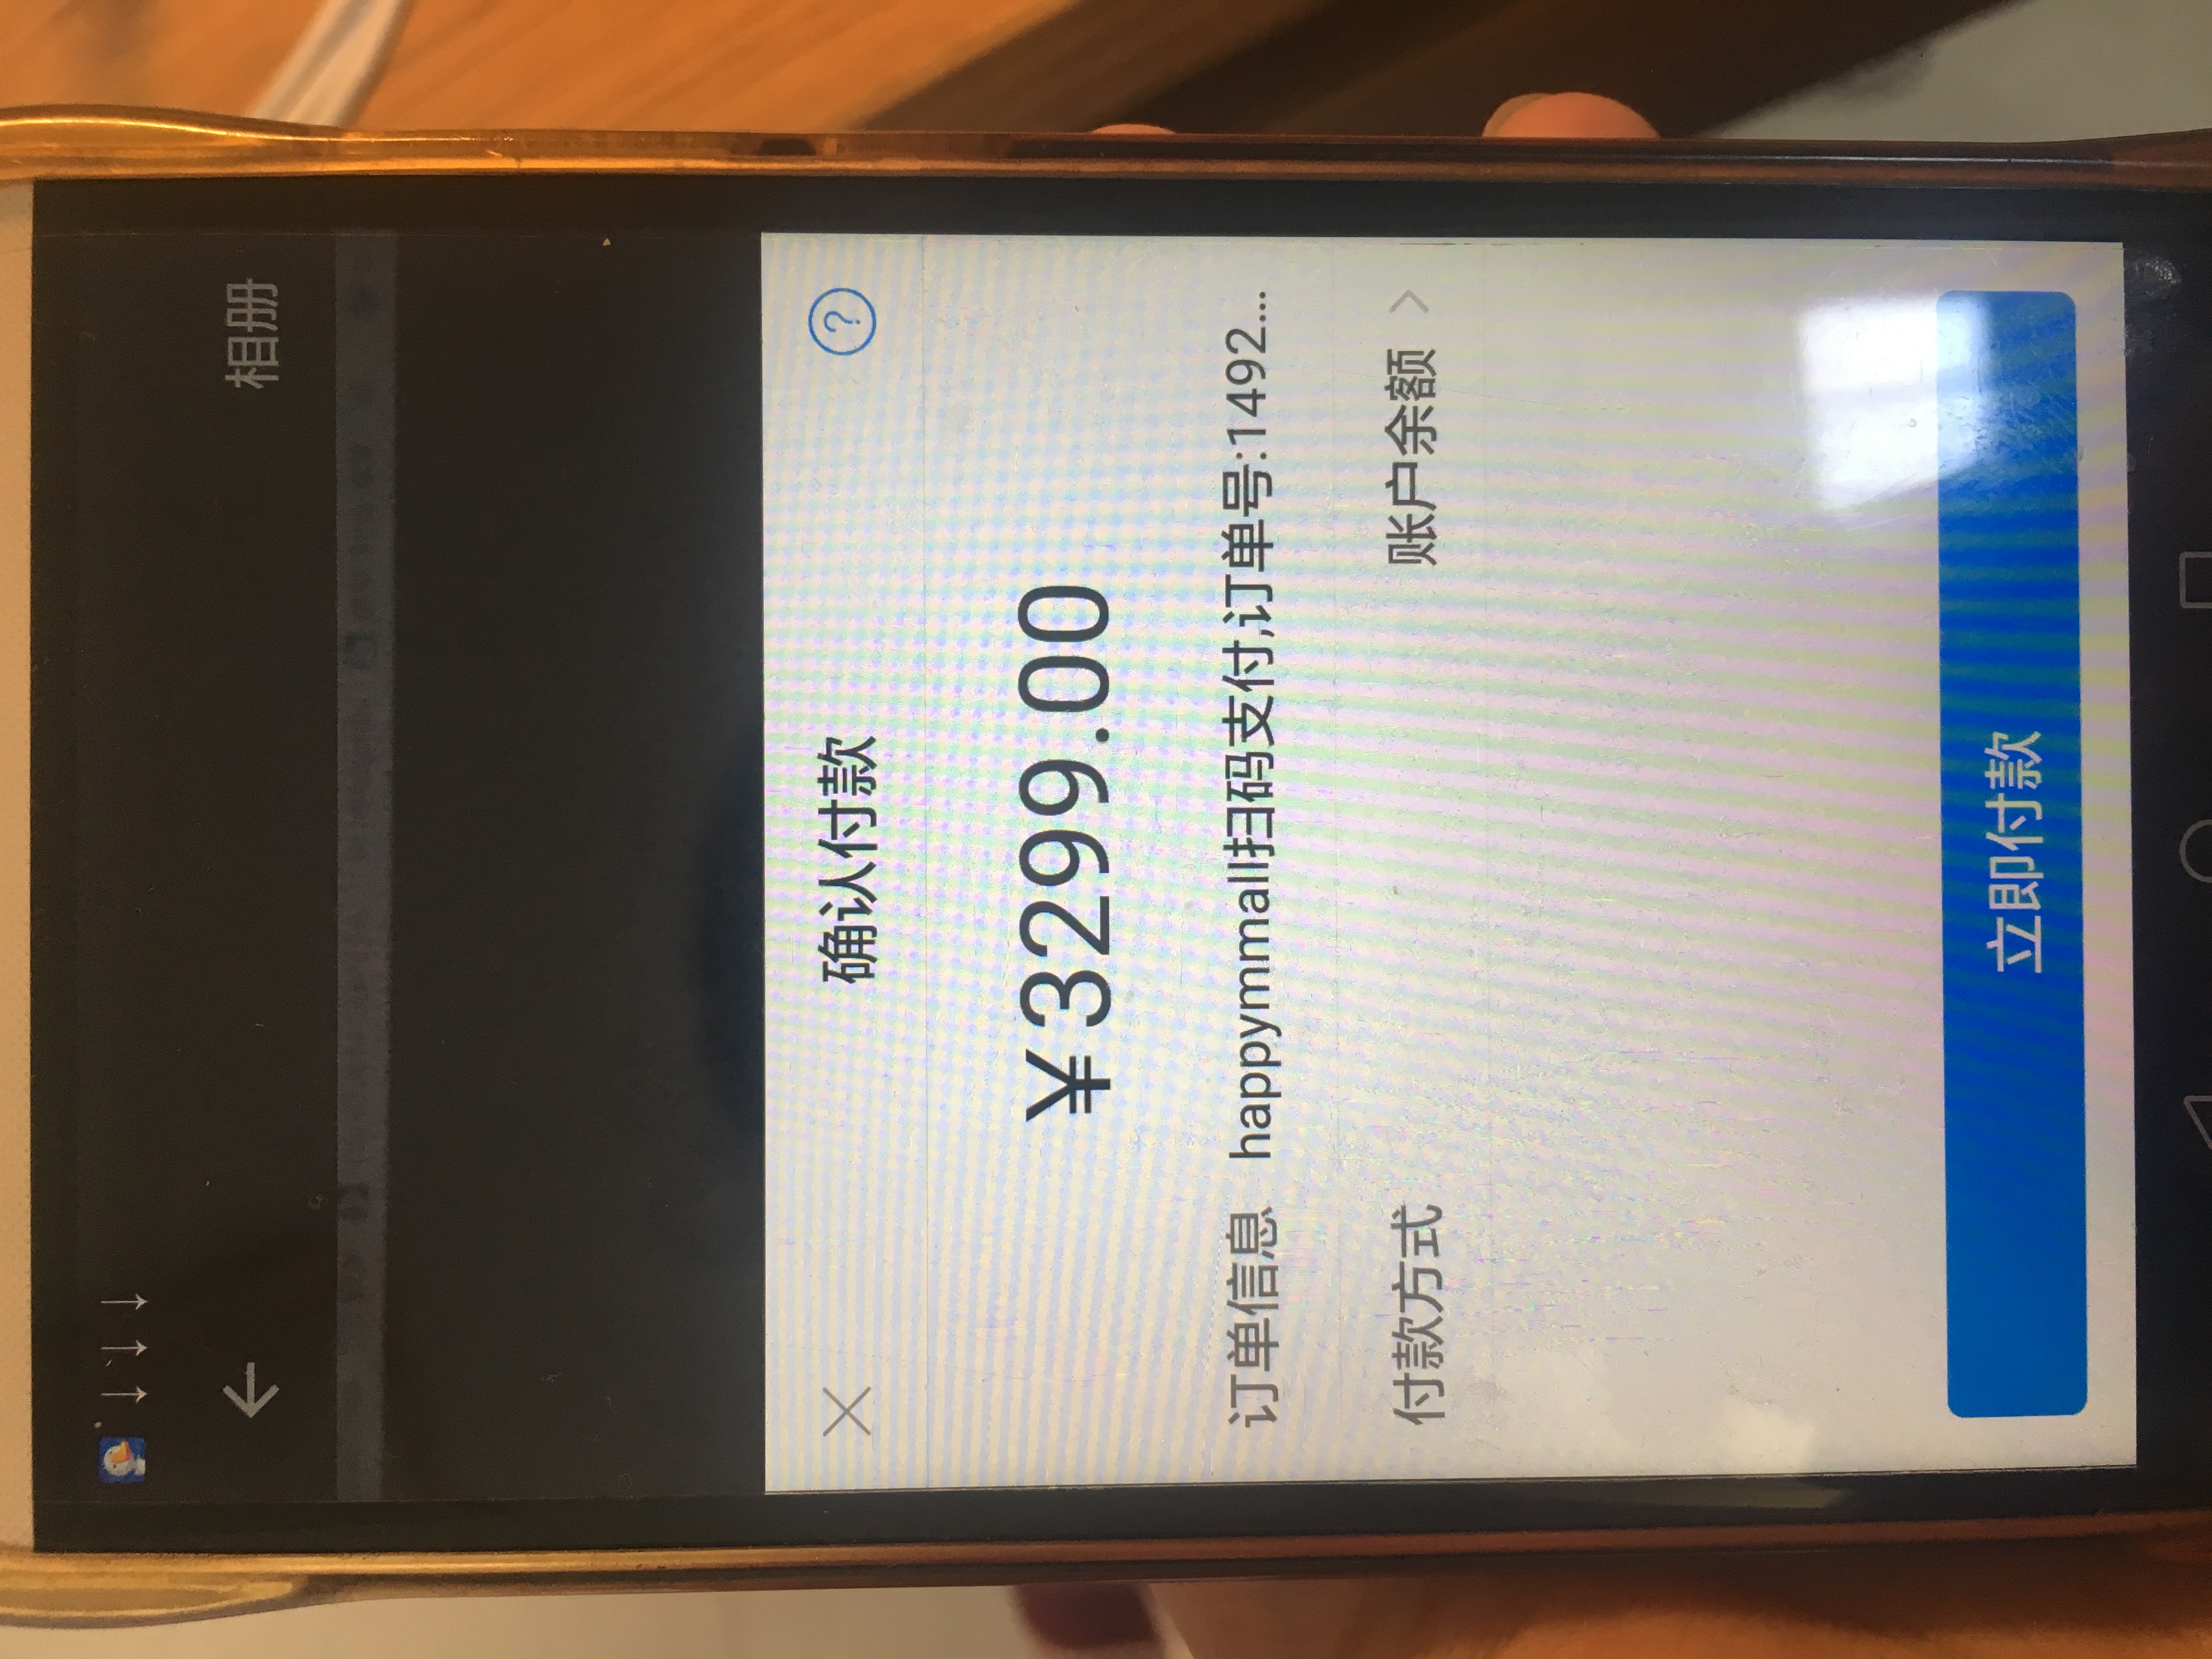 相册
确认付款
¥3299.00
订单信息 happymmall扫码支付,订单号:1492...
付款方式 账户余额
立即付款